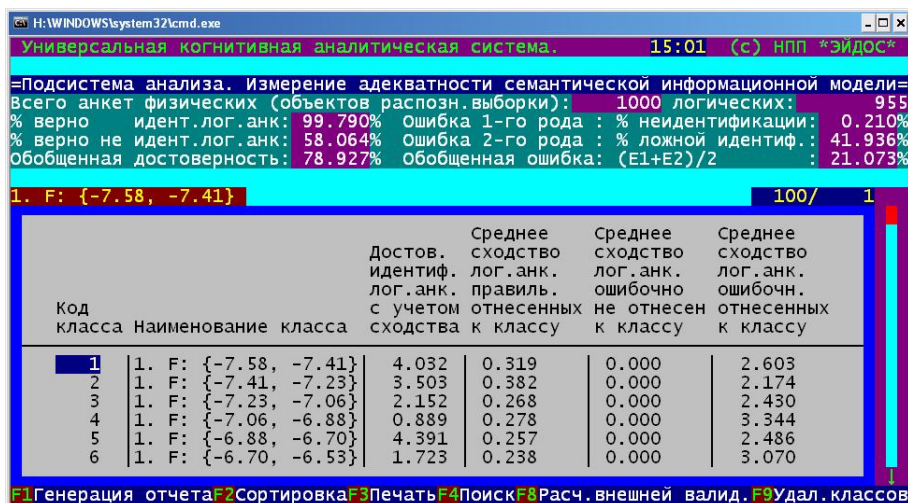 H:\WINDOWS\system32\cmd.exe
Универсальная когнитивная аналитическая система. 15:01 (с) НПП *ЭЙДОС*
=Подсистема анализа. Измерение адекватности семантической информационной модели=
Всего анкет физических (объектов распозн.выборки): 1000 логических: 955
% верно идент.лог.анк: 99.790% Ошибка 1-го рода : % неидентификации: 0.210%
% верно не идент.лог.анк: 58.064% Ошибка 2-го рода : % ложной идентиф.: 41.936%
Обобщенная достоверность: 78.927% Обобщенная ошибка: (E1+E2)/2 : 21.073%
1. F: {-7.58, -7.41} 100/ 1
Среднее Среднее Среднее
Достов. сходство сходство сходство
идентиф. лог.анк. лог.анк. лог.анк.
лог.анк. правиль. ошибочно ошибочн.
Код с учетом отнесенных не отнесен отнесенных
класса Наименование класса сходства к классу к классу к классу
1 |1. F: {-7.58, -7.41}| 4.032 | 0.319 | 0.000 | 2.603
2 |1. F: {-7.41, -7.23}| 3.503 | 0.382 | 0.000 | 2.174
3 |1. F: {-7.23, -7.06}| 2.152 | 0.268 | 0.000 | 2.430
4 |1. F: {-7.06, -6.88}| 0.889 | 0.278 | 0.000 | 3.344
5 |1. F: {-6.88, -6.70}| 4.391 | 0.257 | 0.000 | 2.486
6 |1. F: {-6.70, -6.53}| 1.723 | 0.238 | 0.000 | 3.070
F1Генерация отчетаF2СортировкаF3ПечатьF4ПоискF8Расч.внешней валид.F9Удал.классов